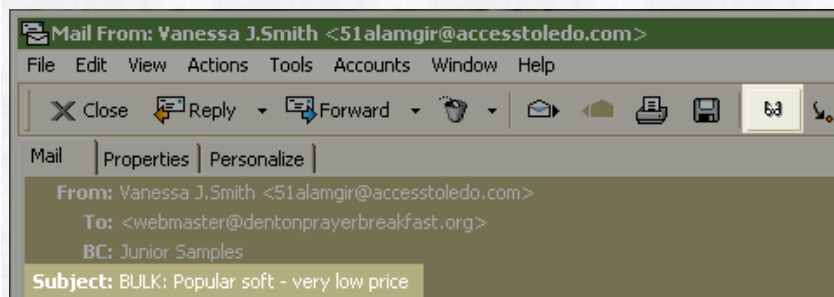 Mail From: Vanessa J.Smith <51alamgir@accesstoledo.com>
File Edit View Actions Tools Accounts Window Help
Close Reply Forward
Mail Properties Personalize
From: Vanessa J.Smith <51alamgir@accesstoledo.com>
To: <webmaster@dentonprayerbreakfast.org>
BC: Junior Samples
Subject: BULK: Popular soft - very low price